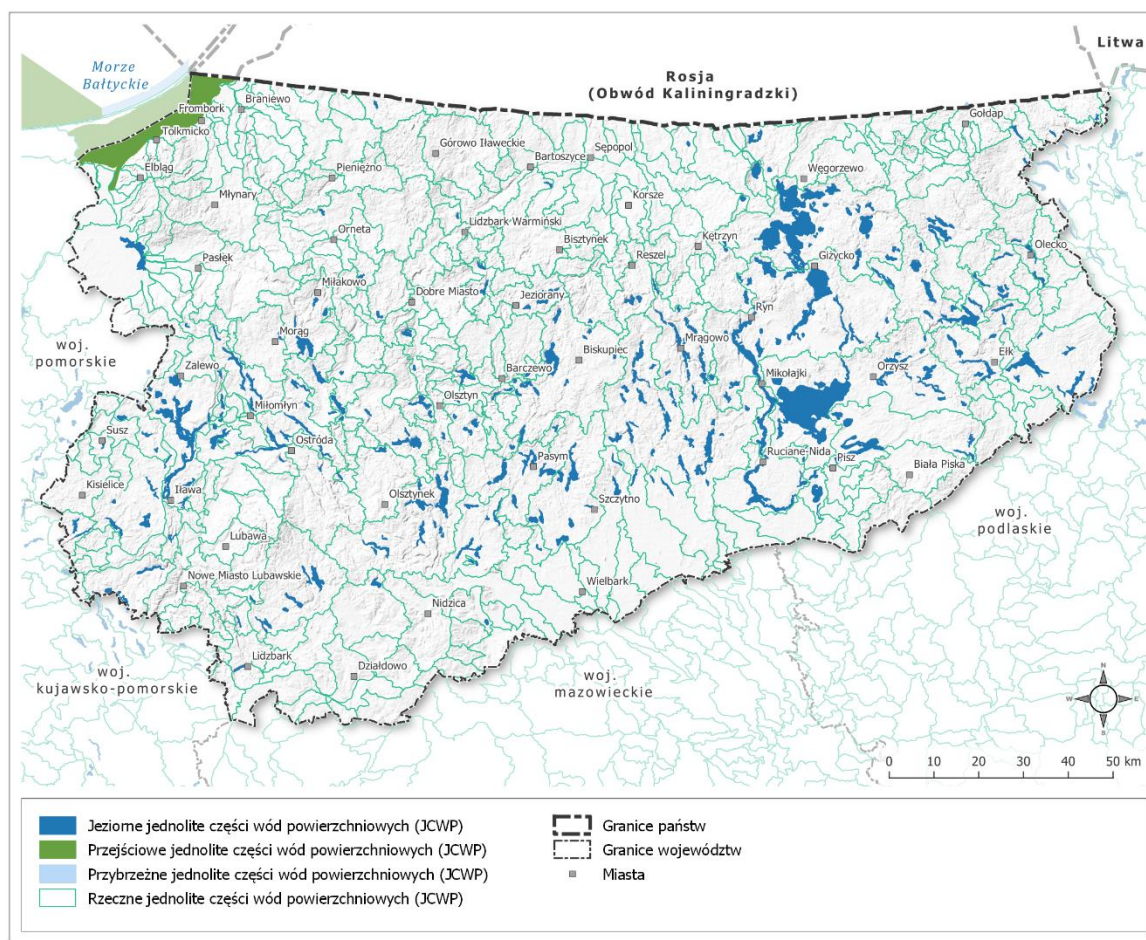 Morze
Bałtyckie
Litwa
Rosja
(Obwód Kaliningradzki)
Frombork
Braniewo
Gołdap
Tolkmicko
Górowo Iławeckie
Sępopol
Bartoszyce
Elbląg
Pieniężno
Węgorzewo
Młynary
Korsze
Lidzbark Warmiński
Orneta
Bisztynek
Kętrzyn
Olecko
Pasłęk
Reszel
Giżycko
Miłakowo
Dobre Miasto
Jeziorany
Ryn
Morąg
Mrągowo
woj.
pomorskie
Biskupiec
Ełk
Zalewo
Barczewo
Mikołajki
Orzysz
Olsztyn
Miłomłyn
Susz
Ostróda
Pasym
Ruciane-Nida
Pisz
Biała Piska
Kisielice
Iława
Olsztynek
Szczytno
woj.
podlaskie
Lubawa
Nowe Miasto Lubawskie
Wielbark
Nidzica
Lidzbark
Działdowo
woj.
kujawsko-pomorskie
woj.
mazowieckie
N
W
E
S
0 10 20 30 40 50 km
Jeziorne jednolite części wód powierzchniowych (JCWP)
Przejściowe jednolite części wód powierzchniowych (JCWP)
Przybrzeżne jednolite części wód powierzchniowych (JCWP)
Rzeczne jednolite części wód powierzchniowych (JCWP)
Granice państw
Granice województw
Miasta